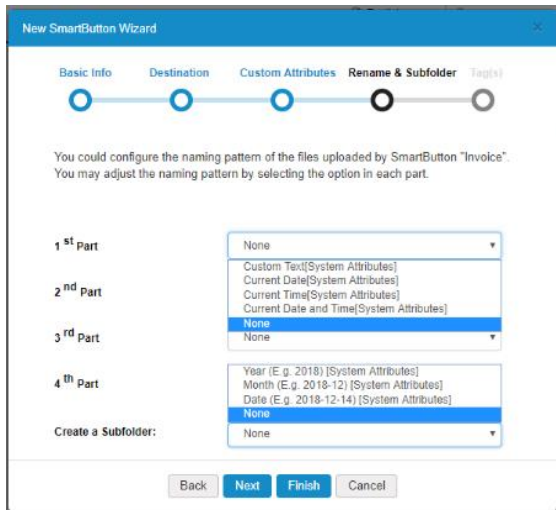 New SmartButton Wizard
×
Basic Info Destination Custom Attributes Rename & Subfolder Tag(s)
You could configure the naming pattern of the files uploaded by SmartButton "Invoice".
You may adjust the naming pattern by selecting the option in each part.
1 st Part None
Custom Text[System Attributes]
Current Date[System Attributes]
2 nd Part Current Time[System Attributes]
Current Date and Time[System Attributes]
None
3 rd Part None
Year (E.g. 2018) [System Attributes]
4 th Part Month (E.g. 2018-12) [System Attributes]
Date (E.g. 2018-12-14) [System Attributes]
None
Create a Subfolder: None
Back Next Finish Cancel